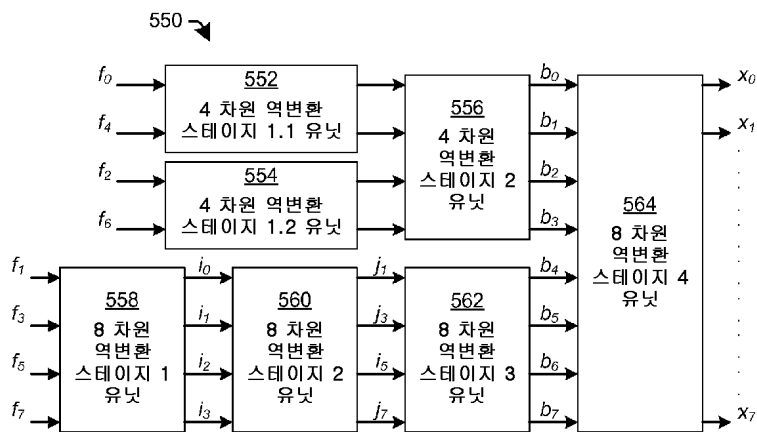 550
f0
f4
f2
f6
552
4 차원 역변환
스테이지 1.1 유닛
554
4 차원 역변환
스테이지 1.2 유닛
556
4 차원
역변환
스테이지 2
유닛
b0
b1
b2
b3
564
8 차원
역변환
스테이지 4
유닛
x0
x1
x7
f1
f3
f5
f7
558
8 차원
역변환
스테이지 1
유닛
i0
i1
i2
i3
560
8 차원
역변환
스테이지 2
유닛
j1
j3
i5
j7
562
8 차원
역변환
스테이지 3
유닛
b4
b5
b6
b7